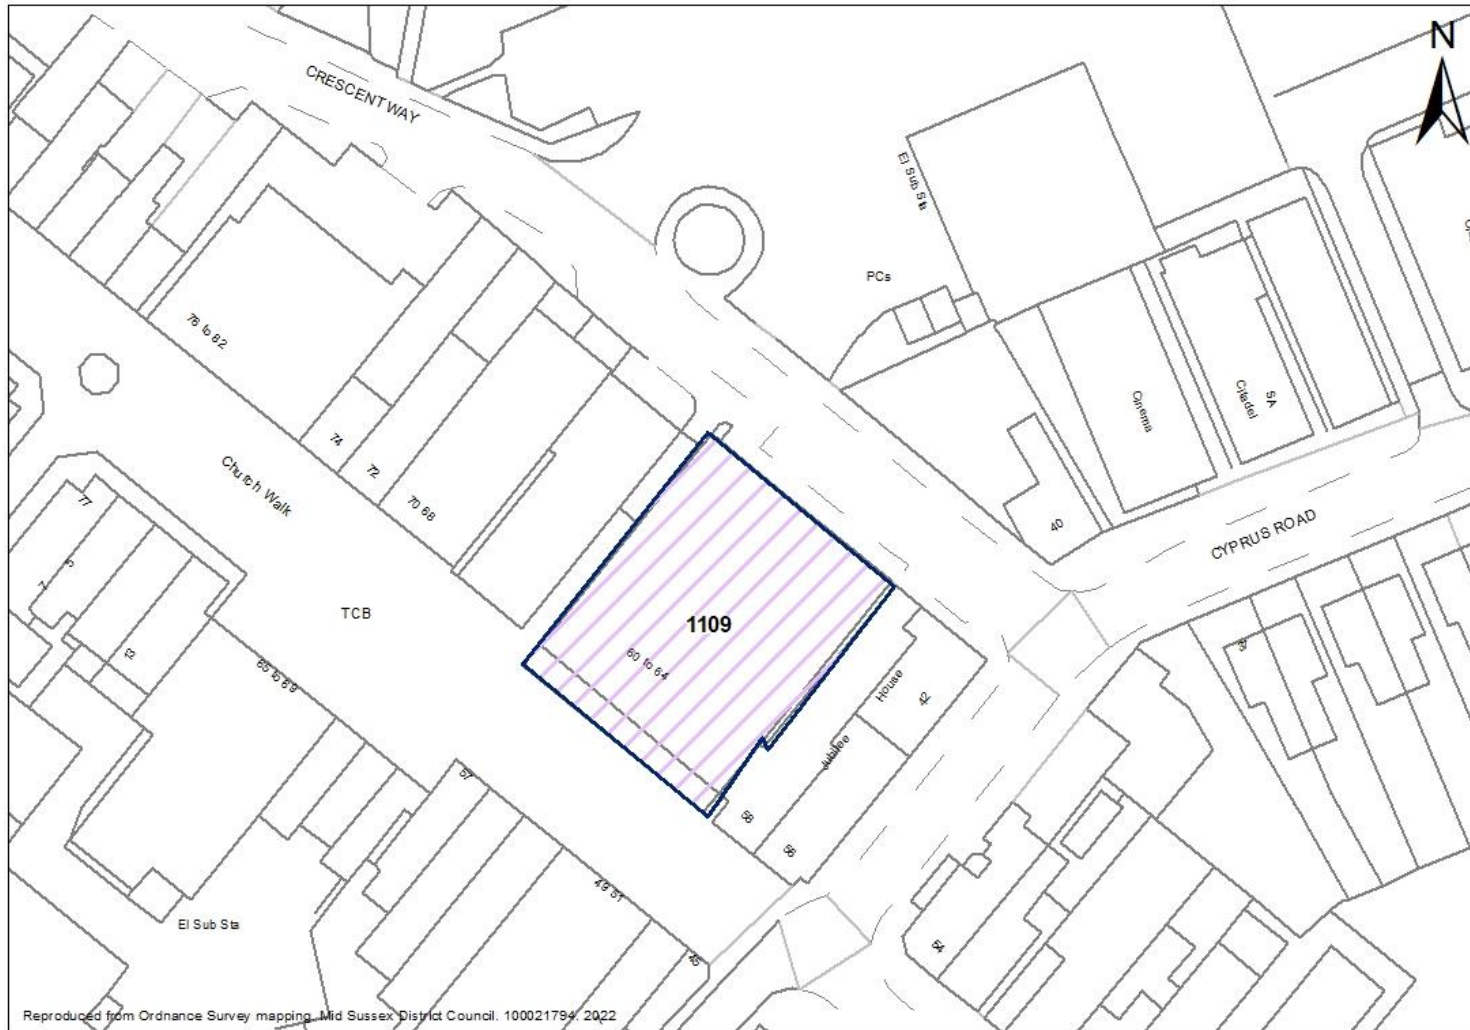 CRESCENT WAY
N
El Sub Sta
PCs
78 to 82
Cinema
SA
Citadel
74
72
70 68
Church Walk
77
5
7
40
CYPRUS ROAD
TCB
1109
60 to 64
House
42
Jubilee
65 to 69
57
58
56
49 51
45
54
El Sub Sta
Reproduced from Ordnance Survey mapping. Mid Sussex District Council. 100021794. 2022